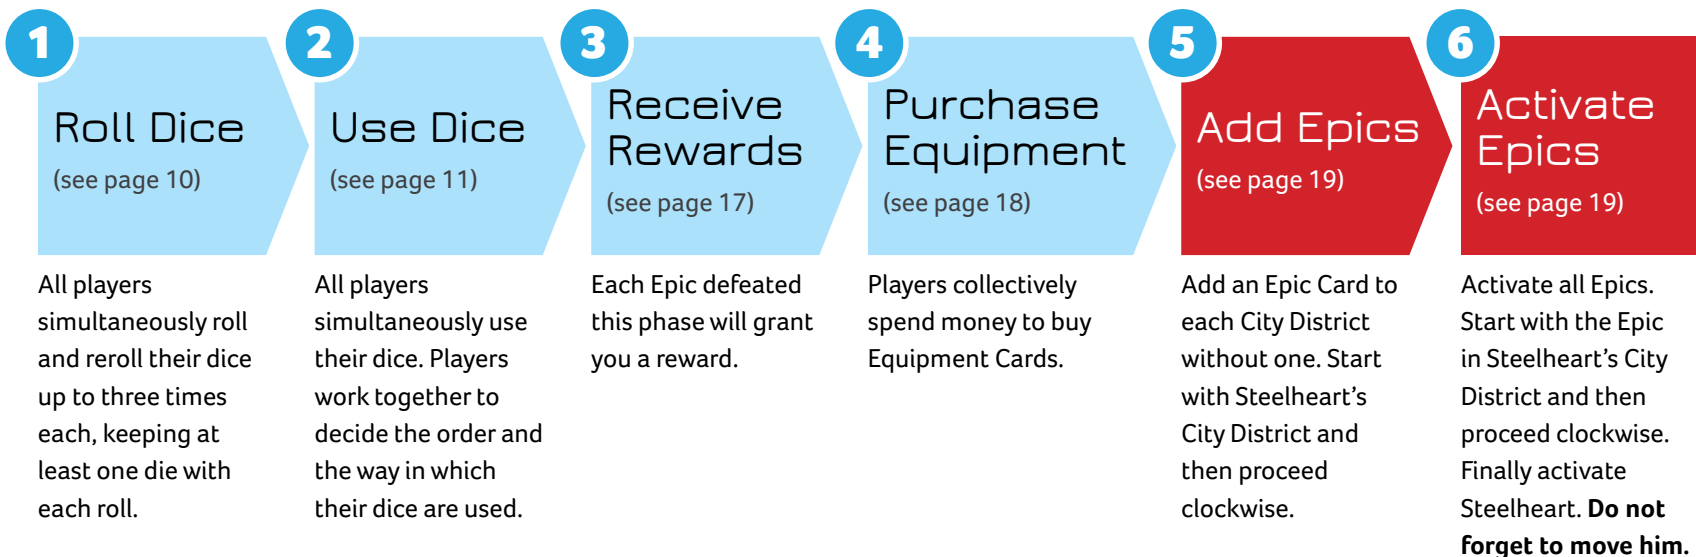 1
Roll Dice
(see page 10)
All players
simultaneously roll
and reroll their dice
up to three times
each, keeping at
least one die with
each roll.
2
Use Dice
(see page 11)
All players
simultaneously use
their dice. Players
work together to
decide the order and
the way in which
their dice are used.
3
Receive
Rewards
(see page 17)
Each Epic defeated
this phase will grant
you a reward.
4
Purchase
Equipment
(see page 18)
Players collectively
spend money to buy
Equipment Cards.
5
Add Epics
(see page 19)
Add an Epic Card to
each City District
without one. Start
with Steelheart’s
City District and
then proceed
clockwise.
6
Activate
Epics
(see page 19)
Activate all Epics.
Start with the Epic
in Steelheart’s City
District and then
proceed clockwise.
Finally activate
Steelheart. Do not
forget to move him.